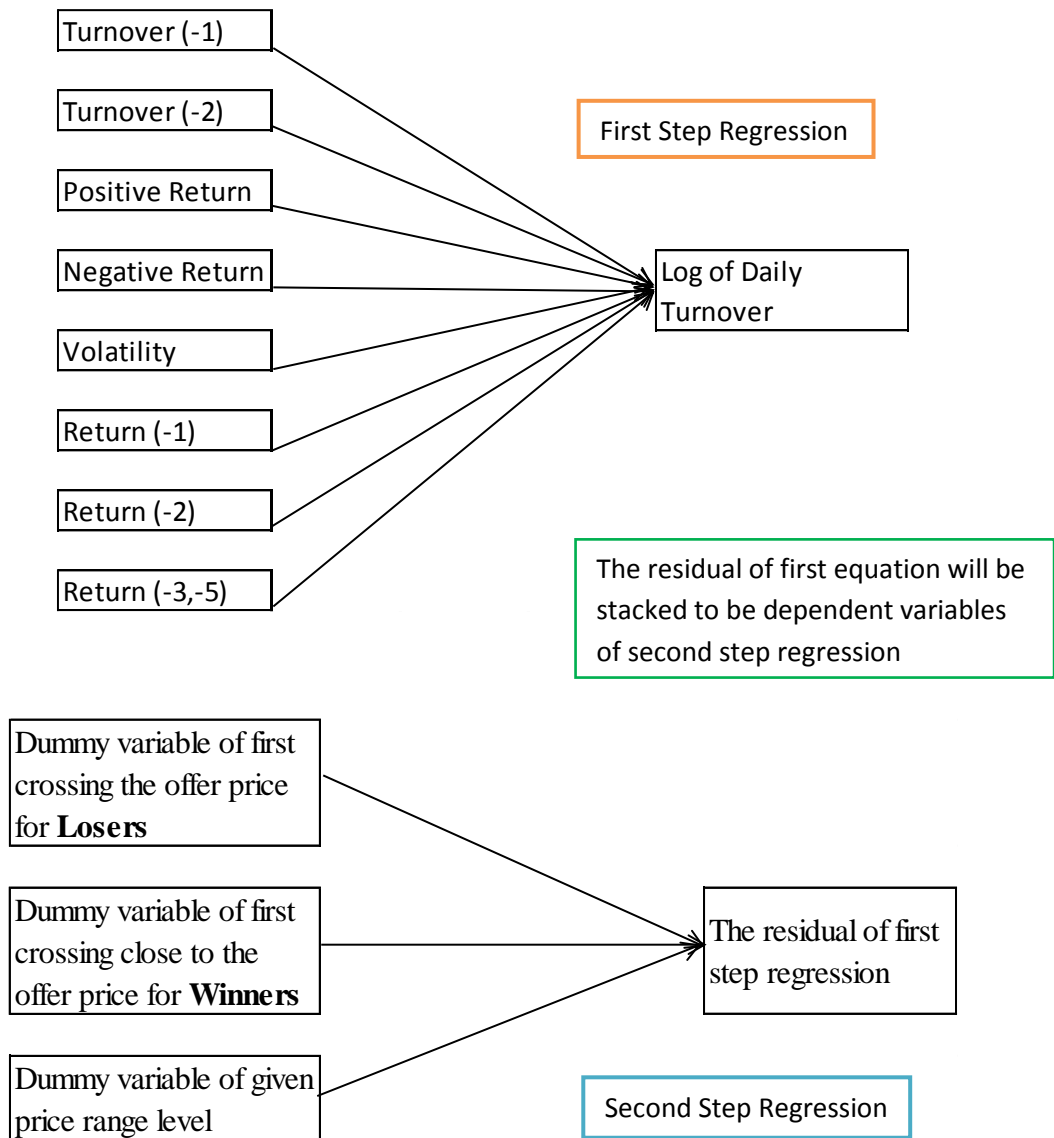 Turnover (-1)
Turnover (-2)
First Step Regression
Positive Return
Negative Return
Log of Daily
Turnover
Volatility
Return (-1)
Return (-2)
Return (-3,-5)
The residual of first equation will be
stacked to be dependent variables
of second step regression
Dummy variable of first
crossing the offer price
for Losers
Dummy variable of first
crossing close to the
offer price for Winners
The residual of first
step regression
Dummy variable of given
price range level
Second Step Regression